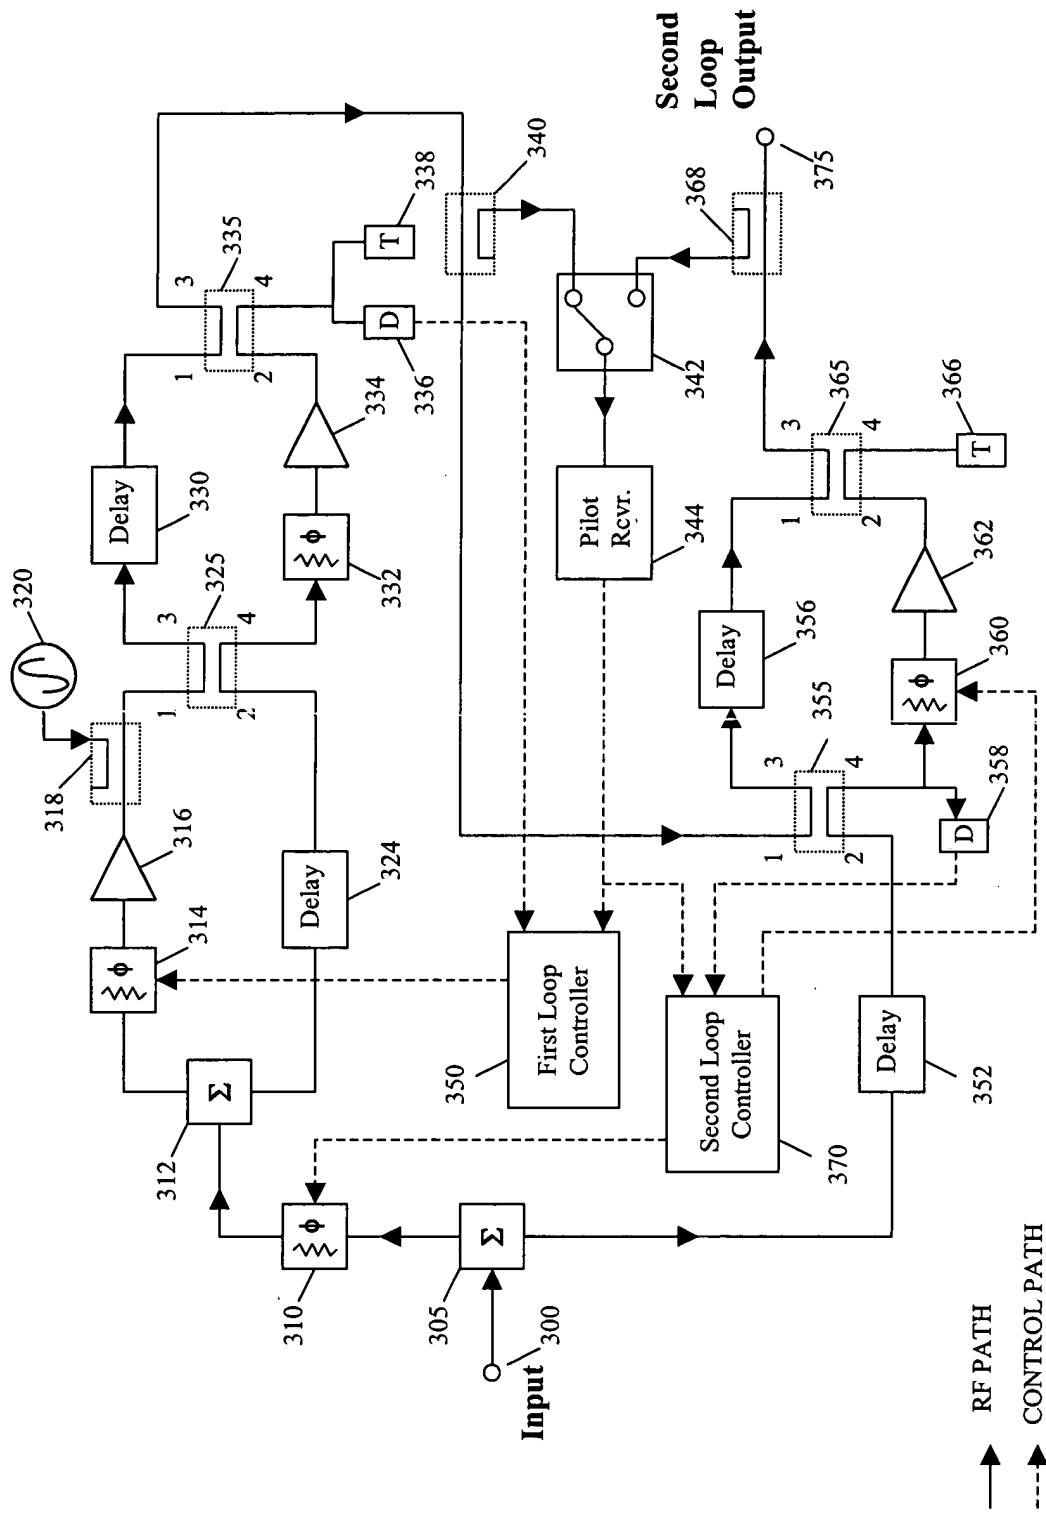 320
318
316
314
Σ
312
Delay
324
1
2
3
4
325
Delay
330
ϕ
332
334
1
2
3
4
335
D
336
T
338
340
342
Pilot
Rcvr.
344
First Loop
Controller
350
ϕ
310
Σ
305
Input
300
Second Loop
Controller
370
Delay
352
1
2
3
4
355
D
358
Delay
356
ϕ
360
362
1
2
3
4
365
T
366
368
Second
Loop
Output
375
ϕ
RF PATH
CONTROL PATH